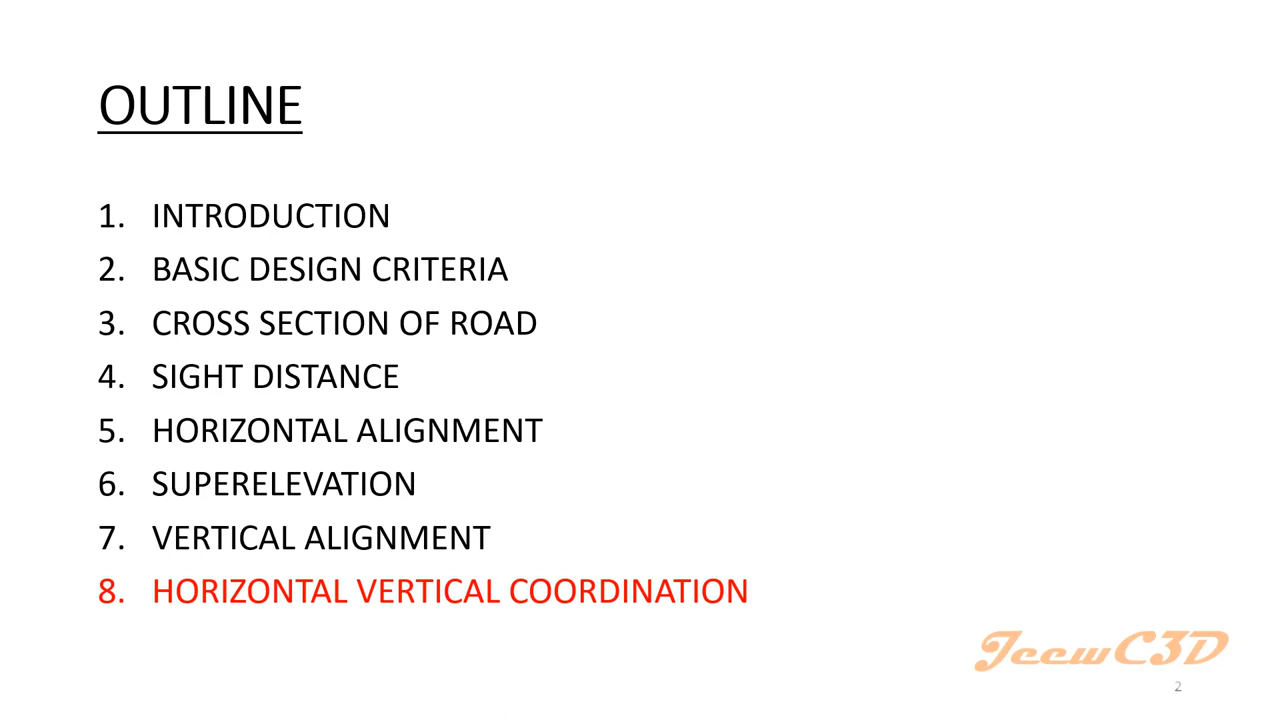 OUTLINE
1. INTRODUCTION
2. BASIC DESIGN CRITERIA
3. CROSS SECTION OF ROAD
4. SIGHT DISTANCE
5. HORIZONTAL ALIGNMENT
6. SUPERELEVATION
7. VERTICAL ALIGNMENT
8. HORIZONTAL VERTICAL COORDINATION
JeewC3D
2